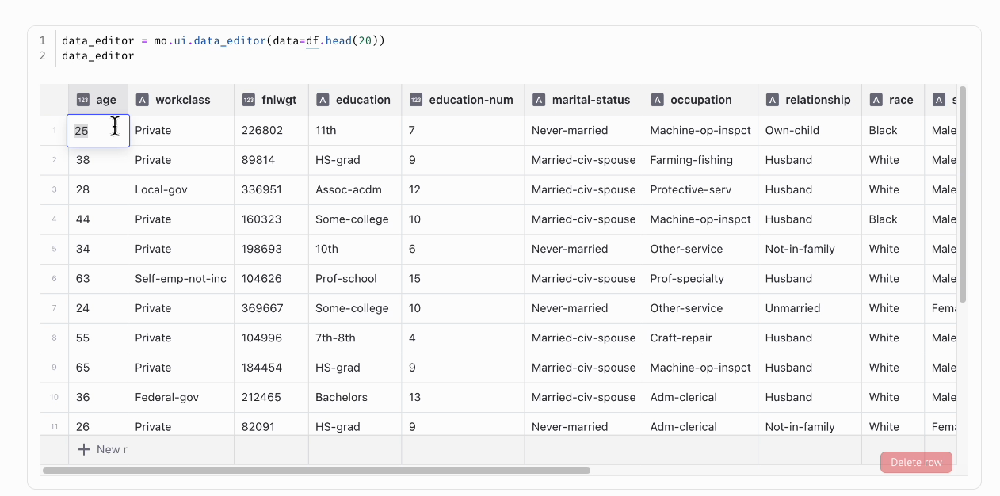 1 data_editor = mo.ui.data_editor(data=df.head(20))
2 data_editor
123 age A workclass 123 fnlwgt A education 123 education-num A marital-status A occupation A relationship A race A s
1 25 Private 226802 11th 7 Never-married Machine-op-inspct Own-child Black Male
2 38 Private 89814 HS-grad 9 Married-civ-spouse Farming-fishing Husband White Male
3 28 Local-gov 336951 Assoc-acdm 12 Married-civ-spouse Protective-serv Husband White Male
4 44 Private 160323 Some-college 10 Married-civ-spouse Machine-op-inspct Husband Black Male
5 34 Private 198693 10th 6 Never-married Other-service Not-in-family White Male
6 63 Self-emp-not-inc 104626 Prof-school 15 Married-civ-spouse Prof-specialty Husband White Male
7 24 Private 369667 Some-college 10 Never-married Other-service Unmarried White Fema
8 55 Private 104996 7th-8th 4 Married-civ-spouse Craft-repair Husband White Male
9 65 Private 184454 HS-grad 9 Married-civ-spouse Machine-op-inspct Husband White Male
10 36 Federal-gov 212465 Bachelors 13 Married-civ-spouse Adm-clerical Husband White Male
11 26 Private 82091 HS-grad 9 Never-married Adm-clerical Not-in-family White Fema
+ New r
Delete row